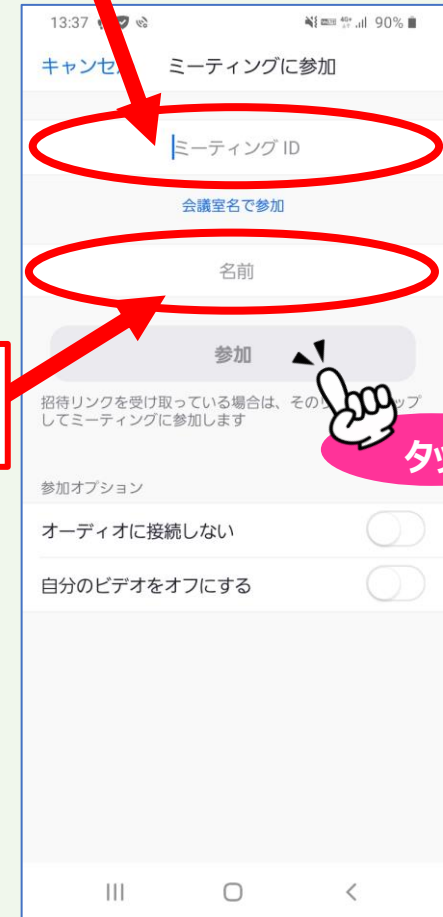 13:37 90%
キャンセ ミーティングに参加
ミーティング ID
会議室名で参加
名前
参加
招待リンクを受け取っている場合は、その ップ
してミーティングに参加します
タッ
参加オプション
オーディオに接続しない
自分のビデオをオフにする